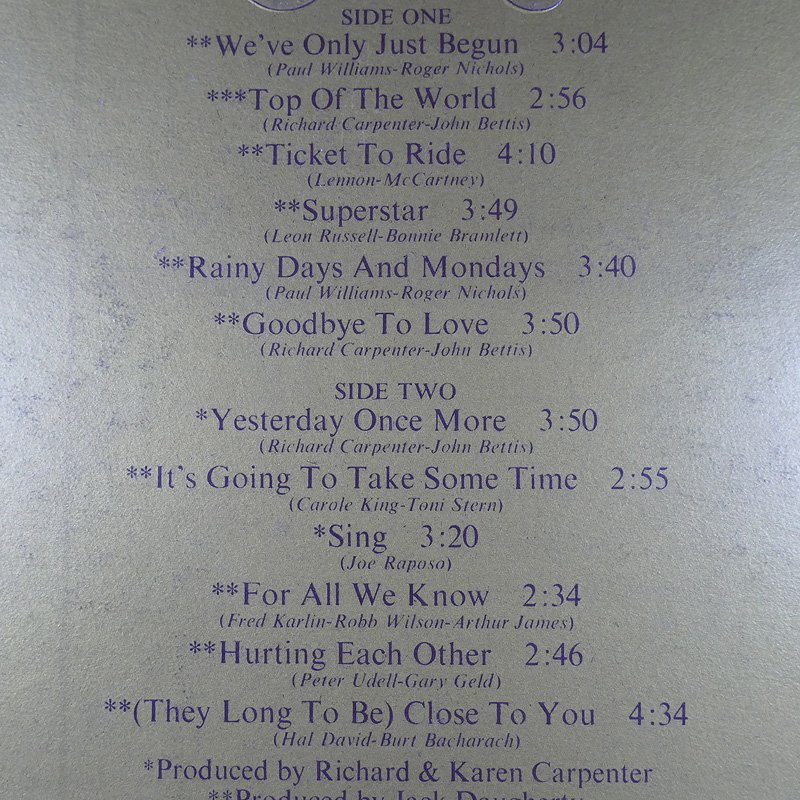 SIDE ONE
**We've Only Just Begun 3:04
(Paul Williams-Roger Nichols)
***Top Of The World 2:56
(Richard Carpenter-John Bettis)
**Ticket To Ride 4:10
(Lennon-McCartney)
**Superstar 3:49
(Leon Russell-Bonnie Bramlett)
**Rainy Days And Mondays 3:40
(Paul Williams-Roger Nichols)
**Goodbye To Love 3:50
(Richard Carpenter-John Bettis)
SIDE TWO
*Yesterday Once More 3:50
(Richard Carpenter-John Bettis)
**It's Going To Take Some Time 2:55
(Carole King-Toni Stern)
*Sing 3:20
(Joe Raposo)
**For All We Know 2:34
(Fred Karlin-Robb Wilson-Arthur James)
**Hurting Each Other 2:46
(Peter Udell-Gary Geld)
**(They Long To Be) Close To You 4:34
(Hal David-Burt Bacharach)
*Produced by Richard & Karen Carpenter
**Produced by Jack Daugherty